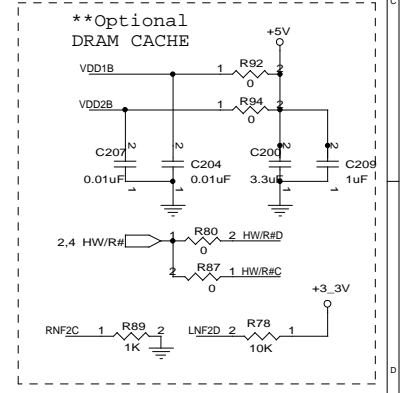 C
**Optional
DRAM CACHE
+5V
R92
VDD1B 1 2
0
R94
VDD2B 1 2
0
2 2 2 2
C207 C204 C200 C209
0.01uF 0.01uF 3.3uF 1uF
1 1 1 1
R80
2,4 HW/R# 1 2 HW/R#D
0
R87
2 1 HW/R#C
0
+3_3V
RNF2C 1 R89 2 LNF2D 2 R78 1
1K 10K
D